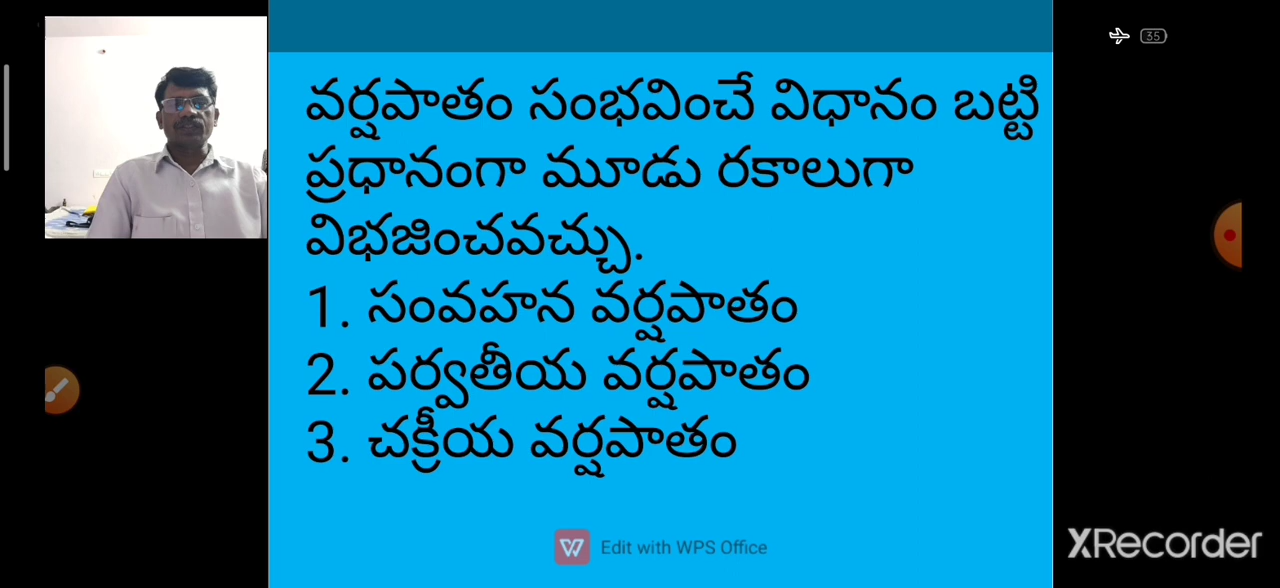 35
వర్షపాతం సంభవించే విధానం బట్టి
ప్రధానంగా మూడు రకాలుగా
విభజించవచ్చు.
1. సంవహన వర్షపాతం
2. పర్వతీయ వర్షపాతం
3. చక్రీయ వర్షపాతం
Edit with WPS Office
XRecorder